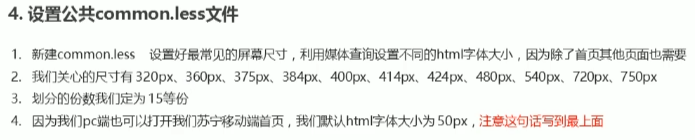 4. 设置公共common.less文件
1. 新建common.less 设置好最常见的屏幕尺寸，利用媒体查询设置不同的html字体大小，因为除了首页其他页面也需要
2. 我们关心的尺寸有 320px、360px、375px、384px、400px、414px、424px、480px、540px、720px、750px
3. 划分的份数我们定为 15等份
4. 因为我们pc端也可以打开我们苏宁移动端首页，我们默认html字体大小为 50px，注意这句话写到最上面